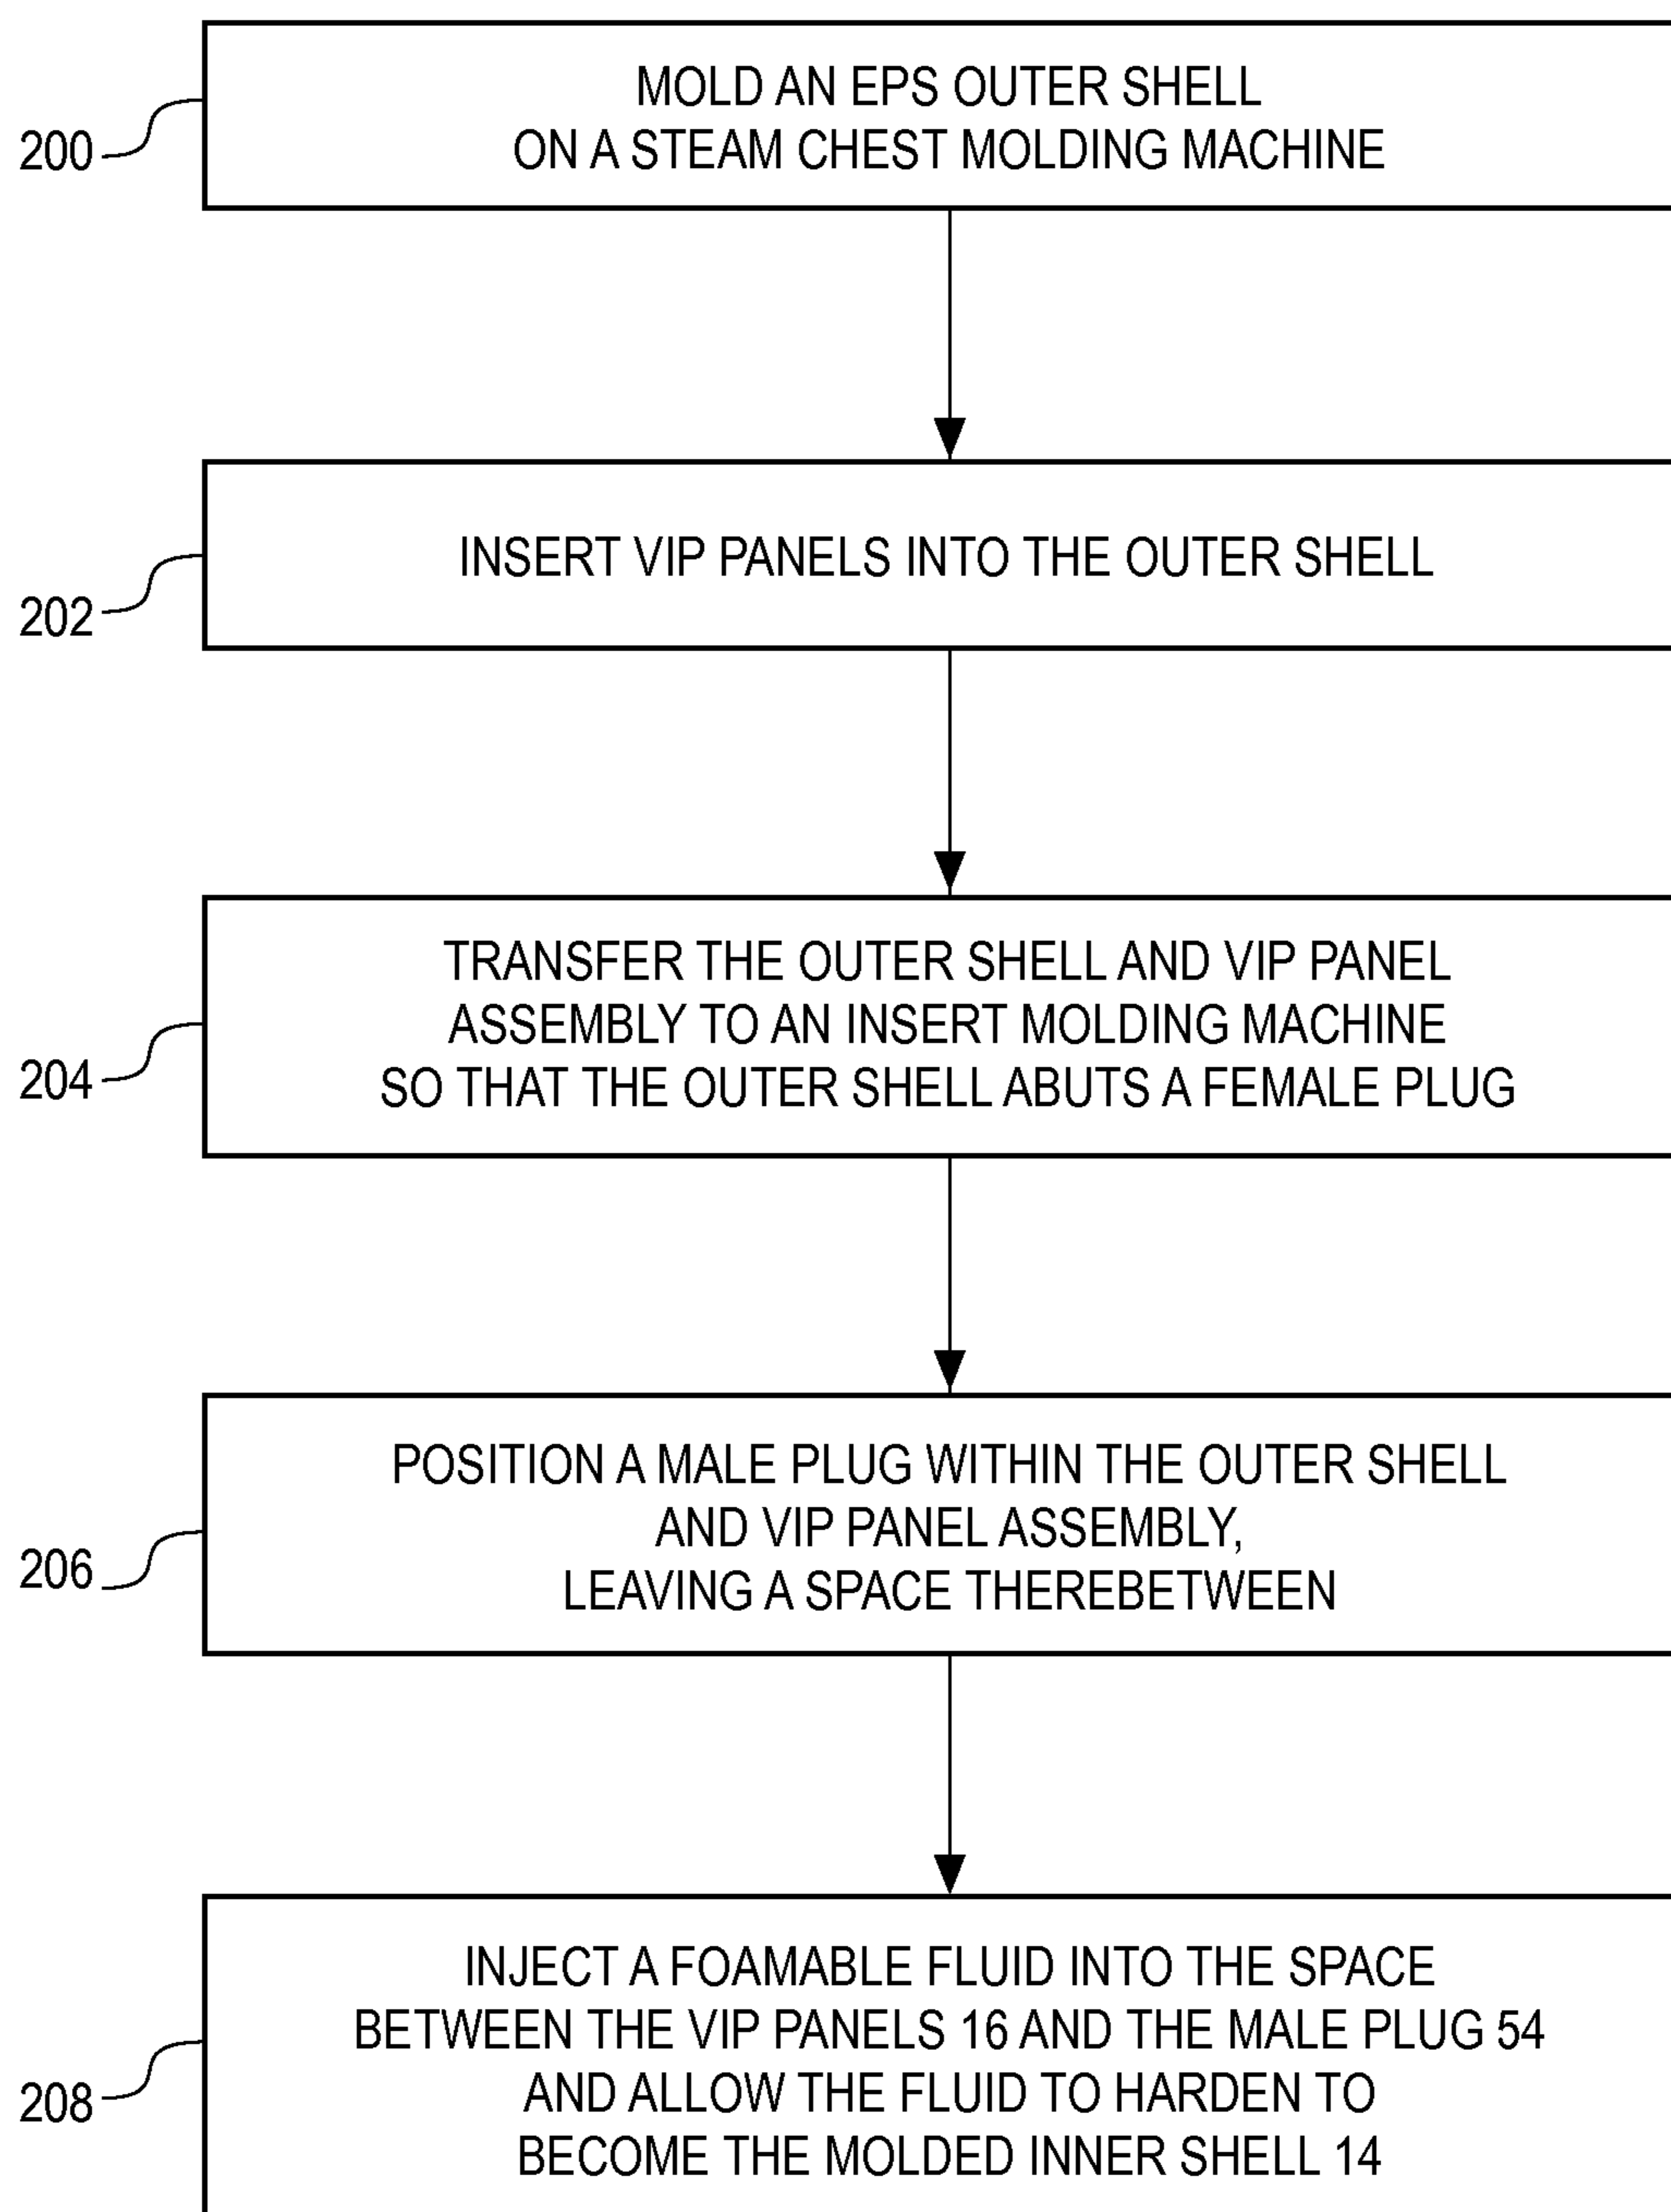 MOLD AN EPS OUTER SHELL
ON A STEAM CHEST MOLDING MACHINE
200
INSERT VIP PANELS INTO THE OUTER SHELL
202
TRANSFER THE OUTER SHELL AND VIP PANEL
ASSEMBLY TO AN INSERT MOLDING MACHINE
SO THAT THE OUTER SHELL ABUTS A FEMALE PLUG
204
POSITION A MALE PLUG WITHIN THE OUTER SHELL
AND VIP PANEL ASSEMBLY,
LEAVING A SPACE THEREBETWEEN
206
INJECT A FOAMABLE FLUID INTO THE SPACE
BETWEEN THE VIP PANELS 16 AND THE MALE PLUG 54
AND ALLOW THE FLUID TO HARDEN TO
BECOME THE MOLDED INNER SHELL 14
208